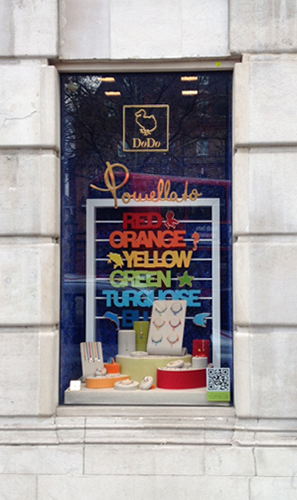 DoDo
Pomellato
RED
ORANGE
YELLOW
GREEN
TURQUOISE